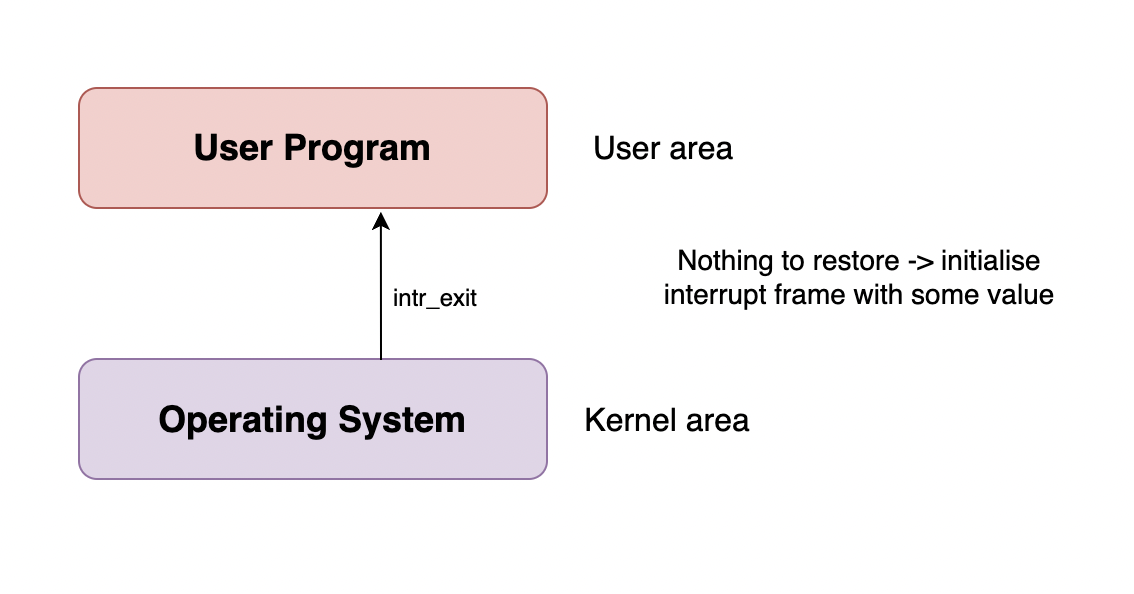 User Program
User area
Nothing to restore -> initialise
interrupt frame with some value
intr_exit
Operating System
Kernel area